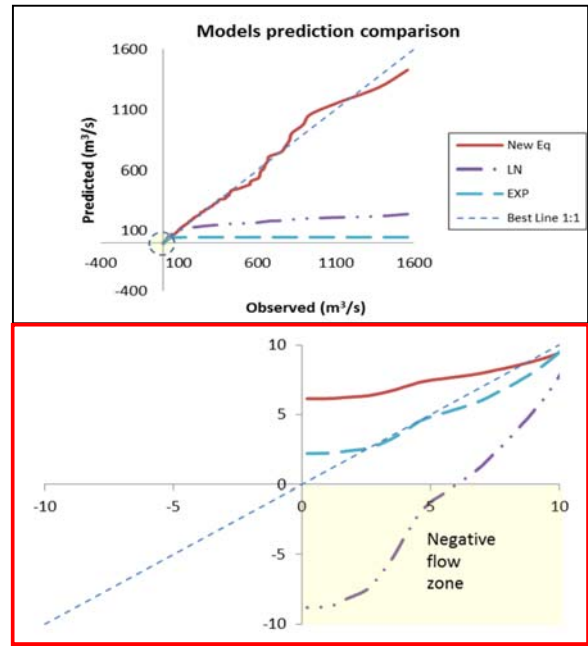 Models prediction comparison
1600
1100
600
100
-400
-400
100
600
1100
1600
Predicted (m³/s)
Observed (m³/s)
New Eq
LN
EXP
Best Line 1:1
10
5
0
-5
-10
-10
-5
0
5
10
Negative
flow
zone